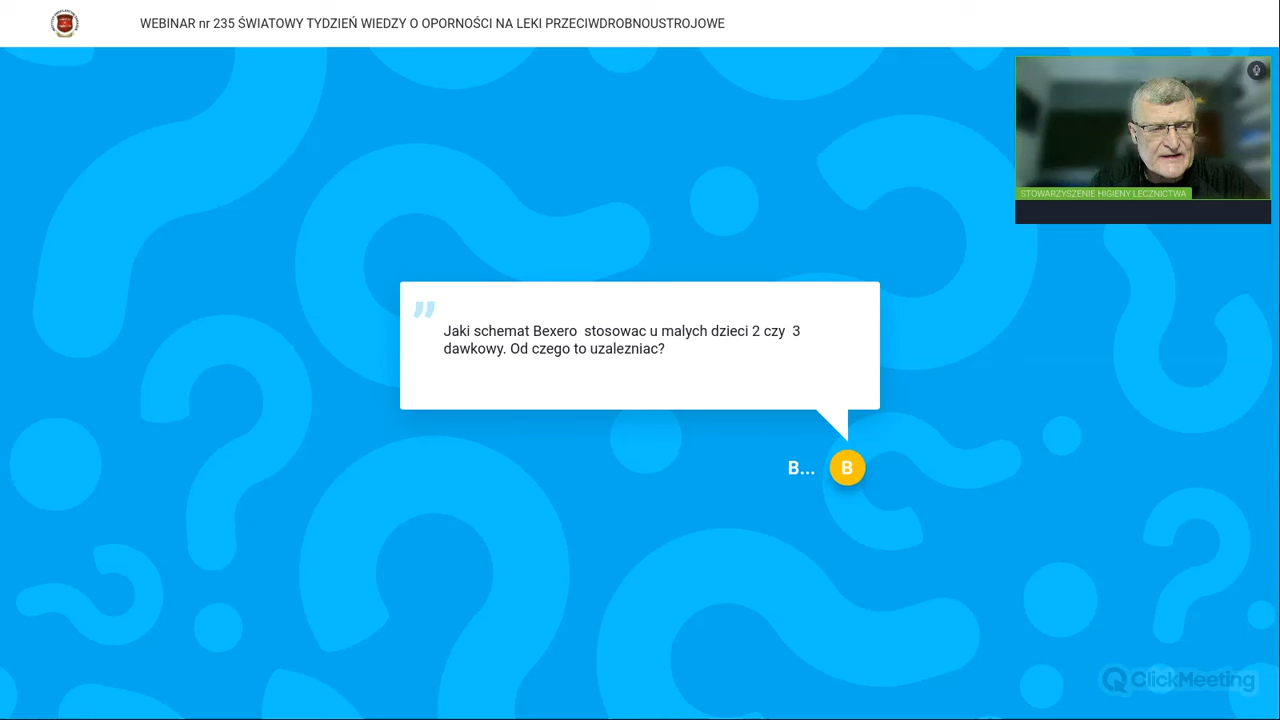 WEBINAR nr 235 ŚWIATOWY TYDZIEŃ WIEDZY O OPORNOŚCI NA LEKI PRZECIWDROBNOUSTROJOWE
STOWARZYSZENIE HIGIENY LECZNICTWA
”
Jaki schemat Bexero stosowac u malych dzieci 2 czy 3
dawkowy. Od czego to uzalezniac?
B... B
ClickMeeting